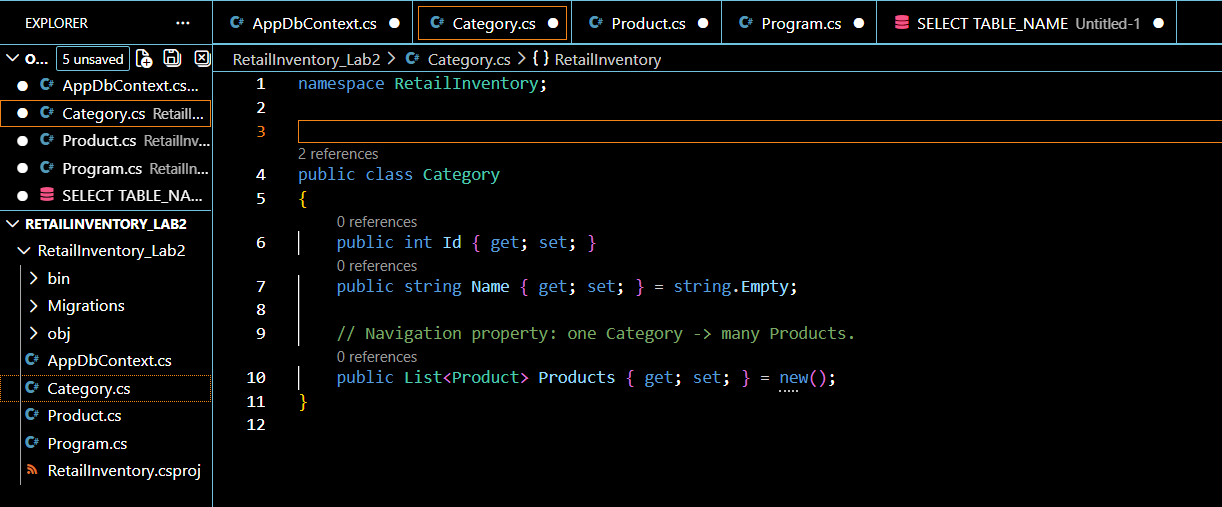 EXPLORER ···
AppDbContext.cs
Category.cs
Product.cs
Program.cs
SELECT TABLE_NAME Untitled-1
O... 5 unsaved
AppDbContext.cs...
Category.cs Retaill...
Product.cs RetailInv...
Program.cs RetailIn...
SELECT TABLE_NA...
RETAILINVENTORY_LAB2
RetailInventory_Lab2
bin
Migrations
obj
AppDbContext.cs
Category.cs
Product.cs
Program.cs
RetailInventory.csproj
RetailInventory_Lab2 > Category.cs > {} RetailInventory
1 namespace RetailInventory;
2
3
2 references
4 public class Category
5 {
0 references
6 public int Id { get; set; }
0 references
7 public string Name { get; set; } = string.Empty;
8
9 // Navigation property: one Category -> many Products.
0 references
10 public List<Product> Products { get; set; } = new();
11 }
12